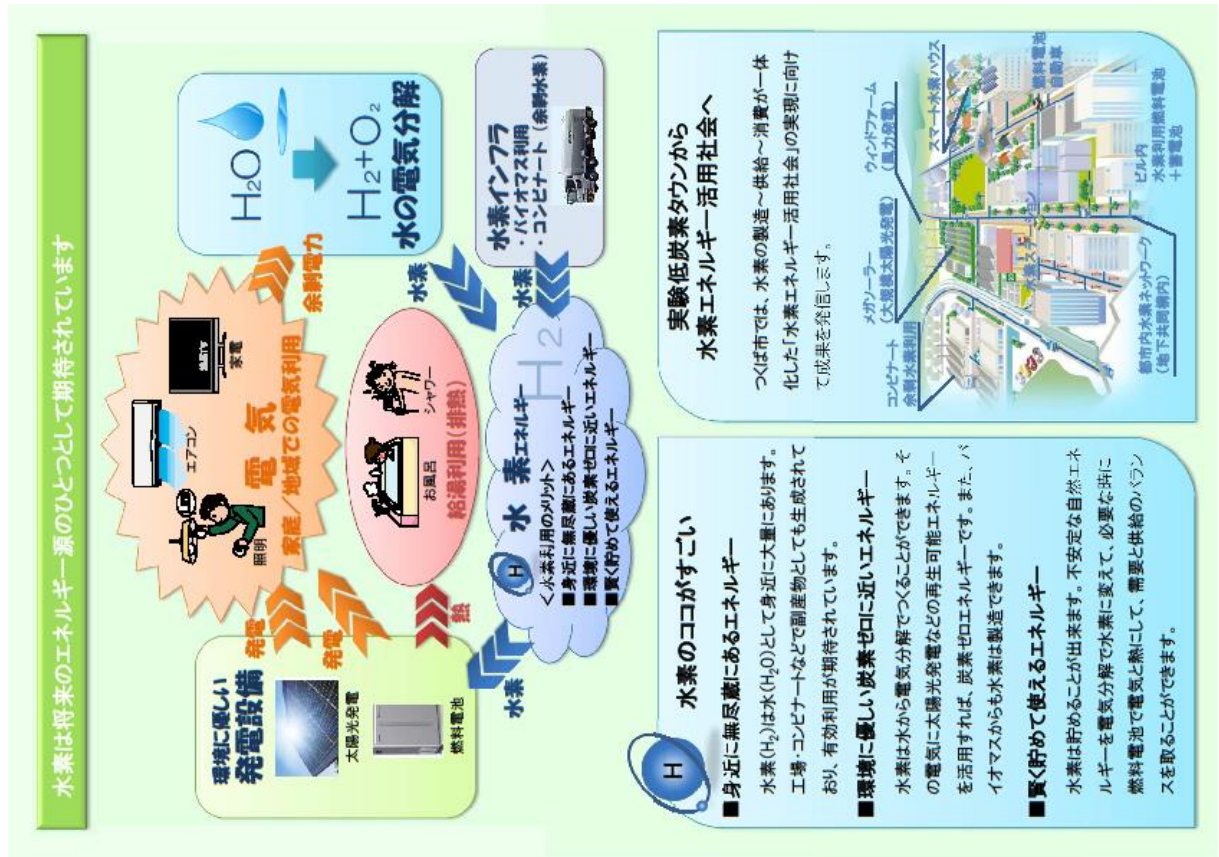 水素は将来のエネルギー源のひとつとして期待されています
環境に優しい
発電設備
太陽光発電
燃料電池
発電
発電
熱
水素
照明
エアコン
家電
電気
家庭/地域での電気利用
余剰電力
お風呂
シャワー
給湯利用(排熱)
H₂O
H₂+O₂
水の電気分解
水素
水素インフラ
・バイオマス利用
・コンビナート(余剰水素)
水素
H
水素エネルギー
H₂
<水素利用のメリット>
■身近に無尽蔵にあるエネルギー
■環境に優しい炭素ゼロに近いエネルギー
■賢く貯めて使えるエネルギー
H
水素のココがすごい
■身近に無尽蔵にあるエネルギー
水素(H₂)は水(H₂O)として身近に大量にあります。
工場・コンビナートなどで副産物としても生成されて
おり、有効利用が期待されています。
■環境に優しい炭素ゼロに近いエネルギー
水素は水から電気分解でつくることができます。そ
の電気に太陽光発電などの再生可能エネルギー
を活用すれば、炭素ゼロエネルギーです。また、バ
イオマスからも水素は製造できます。
■賢く貯めて使えるエネルギー
水素は貯めることが出来ます。不安定な自然エネ
ルギーを電気分解で水素に変えて、必要な時に
燃料電池で電気と熱にして、需要と供給のバラン
スを取ることができます。
実験低炭素タウンから
水素エネルギー活用社会へ
つくば市では、水素の製造~供給~消費が一体
化した「水素エネルギー活用社会」の実現に向け
て成果を発信します。
コンビナート
余剰水素利用
メガソーラー
(大規模太陽光発電)
ウィンドファーム
(風力発電)
スマート水素ハウス
水素ステーション
燃料電池
自動車
都市内水素ネットワーク
(地下共同溝内)
ビル内
水素利用燃料電池
+蓄電池